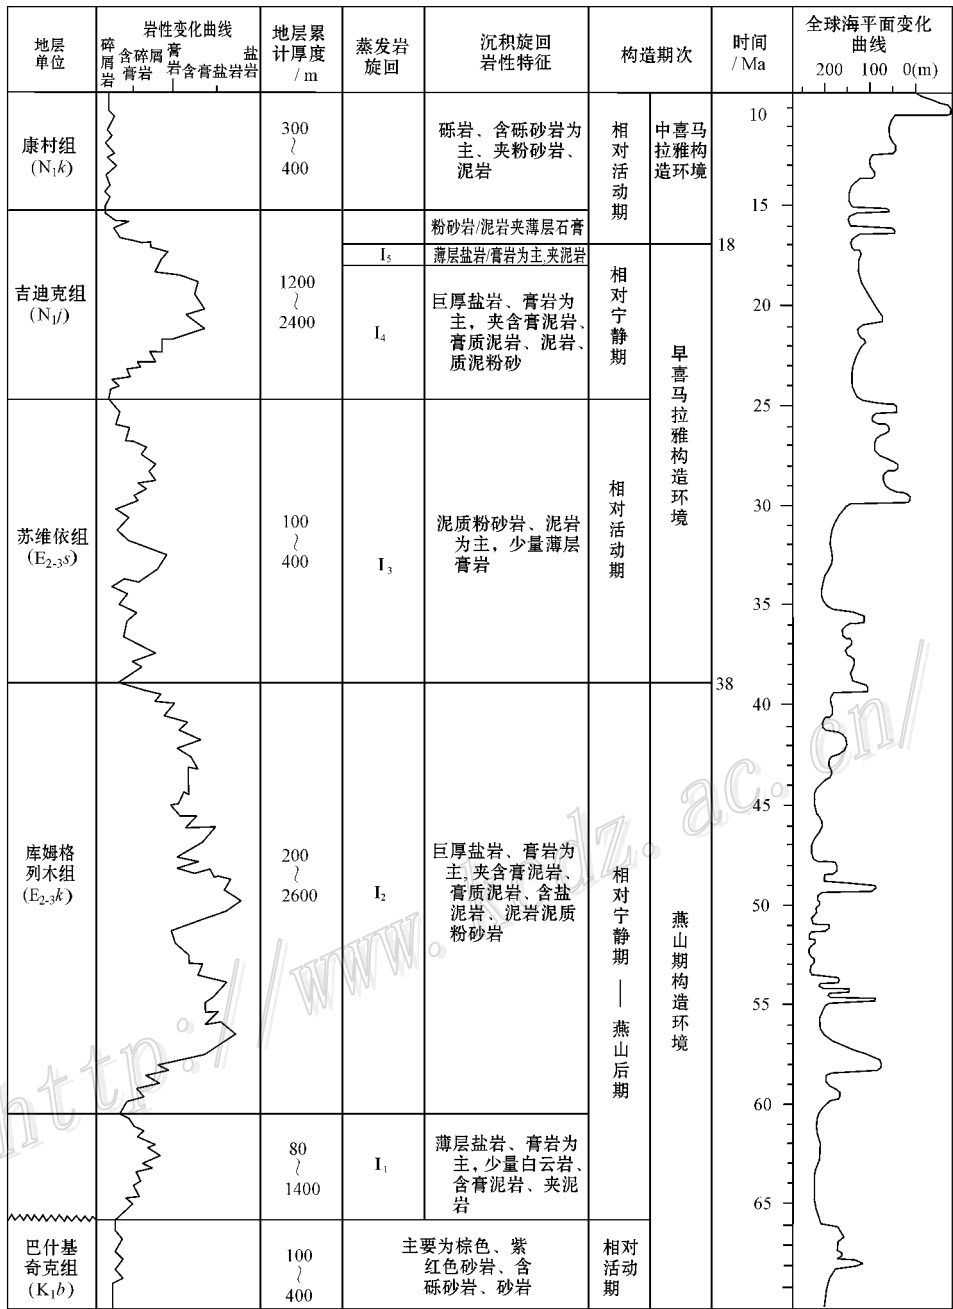 地层
单位
岩性变化曲线
碎屑岩
含碎屑膏岩
膏岩
含膏盐岩
盐岩
地层累
计厚度
/ m
蒸发岩
旋回
沉积旋回
岩性特征
构造期次
时间
/ Ma
全球海平面变化
曲线
200 100 0(m)
康村组
(N₁k)
300
~
400
砾岩、含砾砂岩为
主、夹粉砂岩、
泥岩
相对活动期
中喜马
拉雅构
造环境
吉迪克组
(N₁j)
1200
~
2400
粉砂岩/泥岩夹薄层石膏
I₅
薄层盐岩/膏岩为主,夹泥岩
I₄
巨厚盐岩、膏岩为
主，夹含膏泥岩、
膏质泥岩、泥岩、
质泥粉砂
相对宁静期
早喜马拉雅构造环境
苏维依组
(E₂₋₃s)
100
~
400
I₃
泥质粉砂岩、泥岩
为主，少量薄层
膏岩
相对活动期
库姆格
列木组
(E₂₋₃k)
200
~
2600
I₂
巨厚盐岩、膏岩为
主,夹含膏泥岩、
膏质泥岩、含盐
泥岩、泥岩泥质
粉砂岩
相对宁静期——燕山后期
燕山期构造环境
80
~
1400
I₁
薄层盐岩、膏岩为
主,少量白云岩、
含膏泥岩、夹泥
岩
巴什基
奇克组
(K₁b)
100
~
400
主要为棕色、紫
红色砂岩、含
砾砂岩、砂岩
相对
活动
期
18
38
10
15
20
25
30
35
40
45
50
55
60
65
http://www.kcdz.ac.cn/